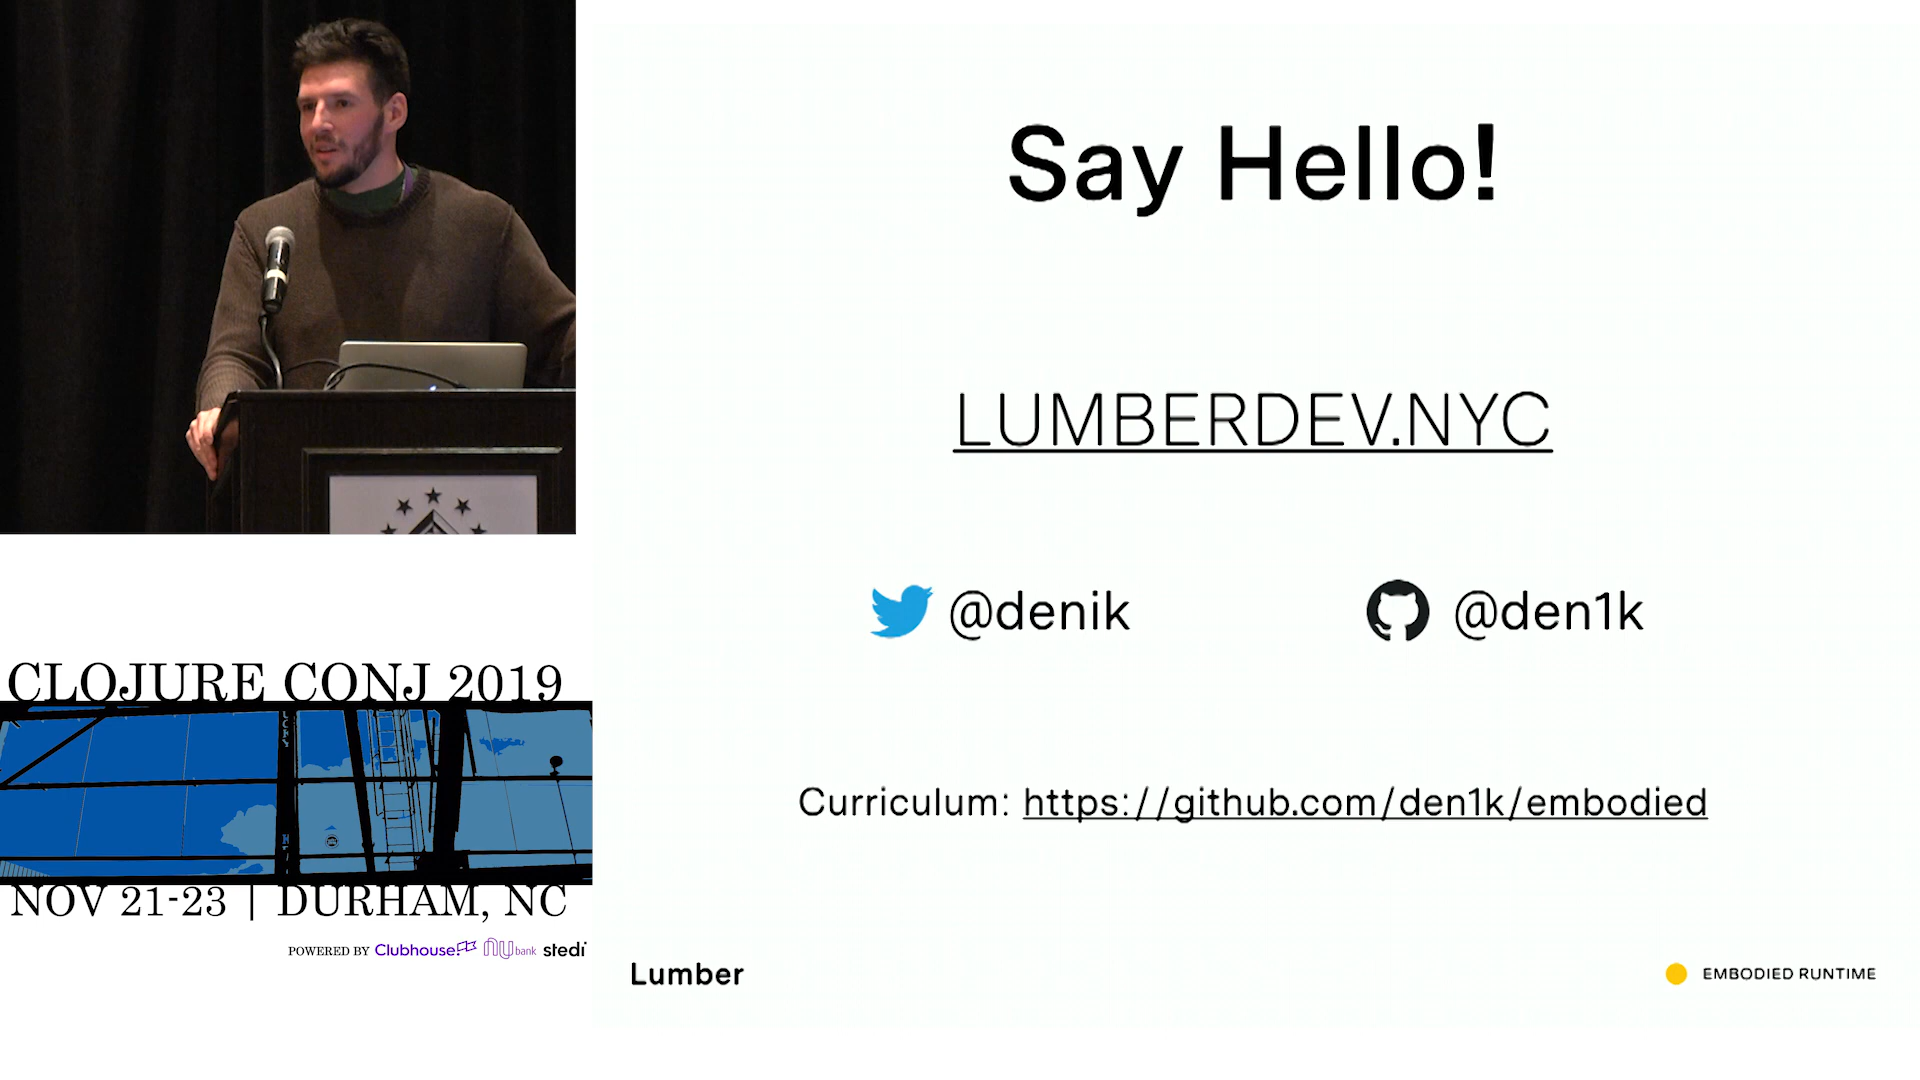 Say Hello!
LUMBERDEV.NYC
@denik
@den1k
Curriculum: https://github.com/den1k/embodied
CLOJURE CONJ 2019
NOV 21-23 | DURHAM, NC
POWERED BY Clubhouse nu bank stedi
Lumber
EMBODIED RUNTIME